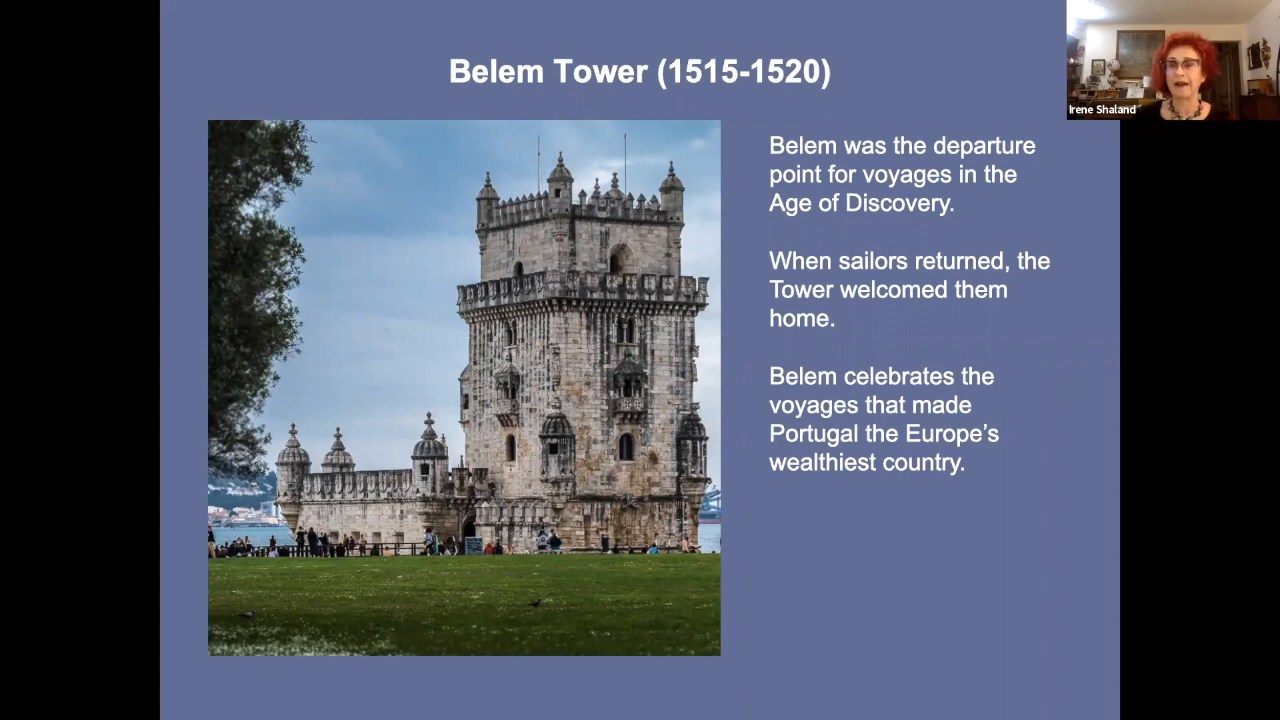 Belem Tower (1515-1520)
Irene Shaland
Belem was the departure
point for voyages in the
Age of Discovery.
When sailors returned, the
Tower welcomed them
home.
Belem celebrates the
voyages that made
Portugal the Europe’s
wealthiest country.